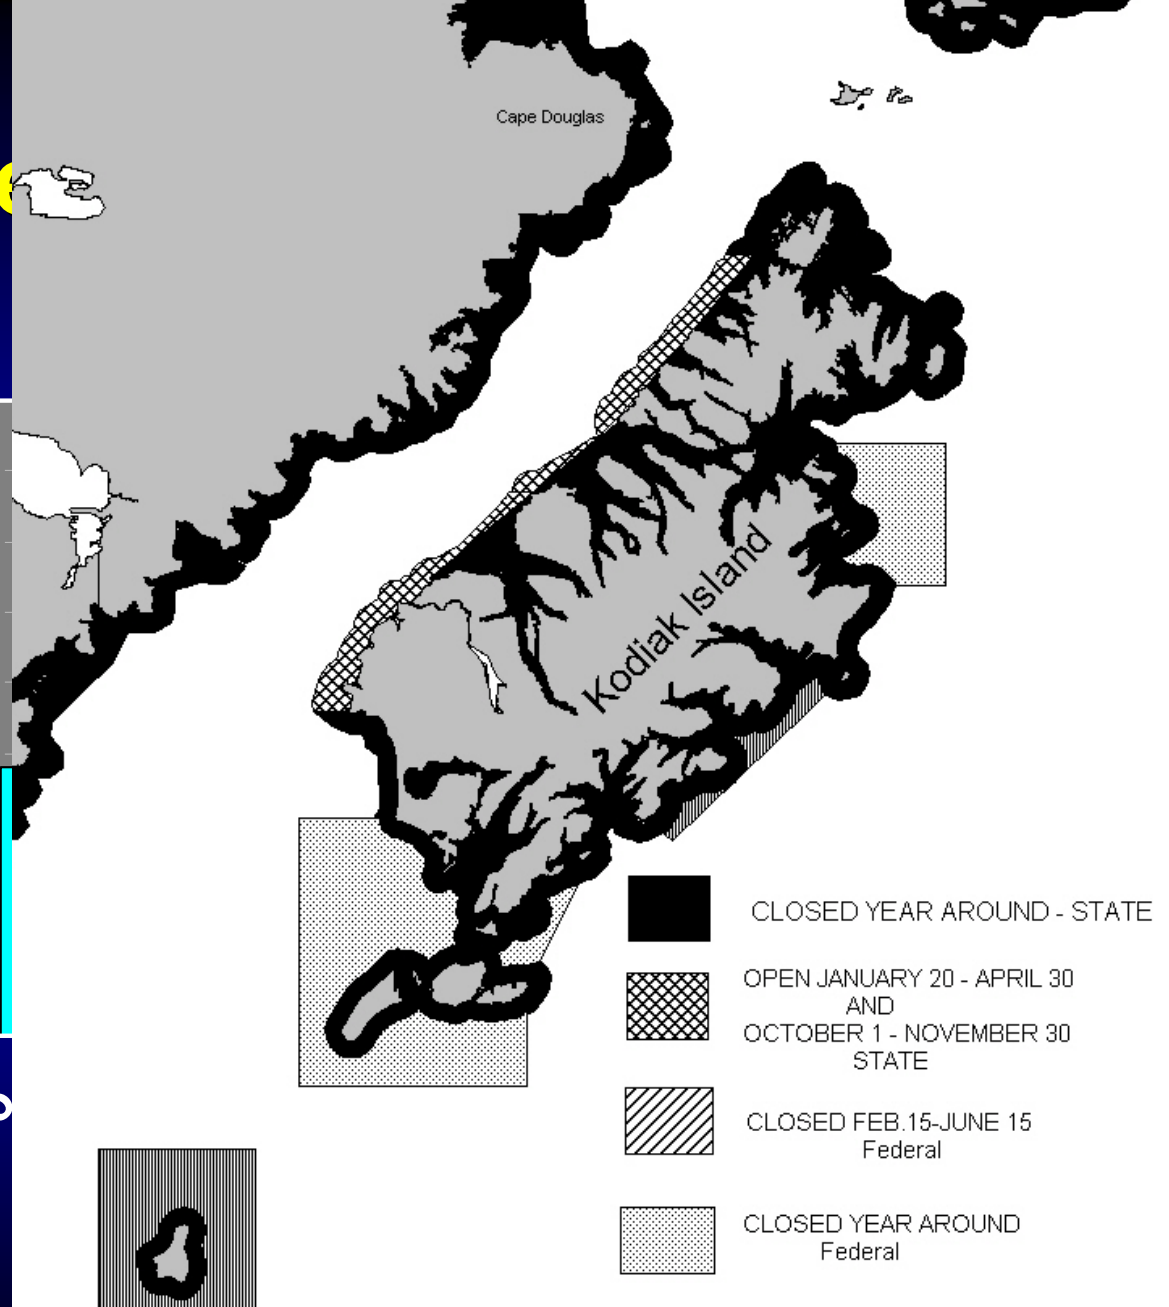 Cape Douglas
Kodiak Island
CLOSED YEAR AROUND - STATE
OPEN JANUARY 20 - APRIL 30
AND
OCTOBER 1 - NOVEMBER 30
STATE
CLOSED FEB.15-JUNE 15
Federal
CLOSED YEAR AROUND
Federal